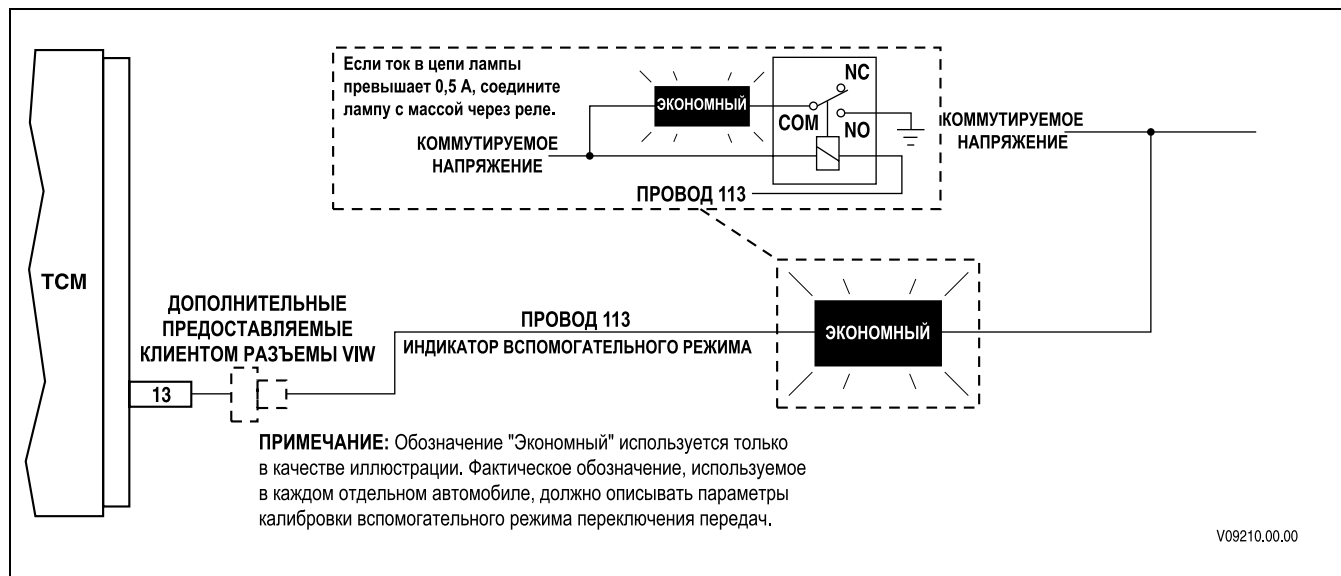 Если ток в цепи лампы
превышает 0,5 А, соедините
лампу с массой через реле.
ЭКОНОМНЫЙ
NC
COM
NO
КОММУТИРУЕМОЕ
НАПРЯЖЕНИЕ
ПРОВОД 113
КОММУТИРУЕМОЕ
НАПРЯЖЕНИЕ
TCM
ДОПОЛНИТЕЛЬНЫЕ
ПРЕДОСТАВЛЯЕМЫЕ
КЛИЕНТОМ РАЗЪЕМЫ VIW
13
ПРОВОД 113
ИНДИКАТОР ВСПОМОГАТЕЛЬНОГО РЕЖИМА
ЭКОНОМНЫЙ
ПРИМЕЧАНИЕ: Обозначение "Экономный" используется только
в качестве иллюстрации. Фактическое обозначение, используемое
в каждом отдельном автомобиле, должно описывать параметры
калибровки вспомогательного режима переключения передач.
V09210.00.00